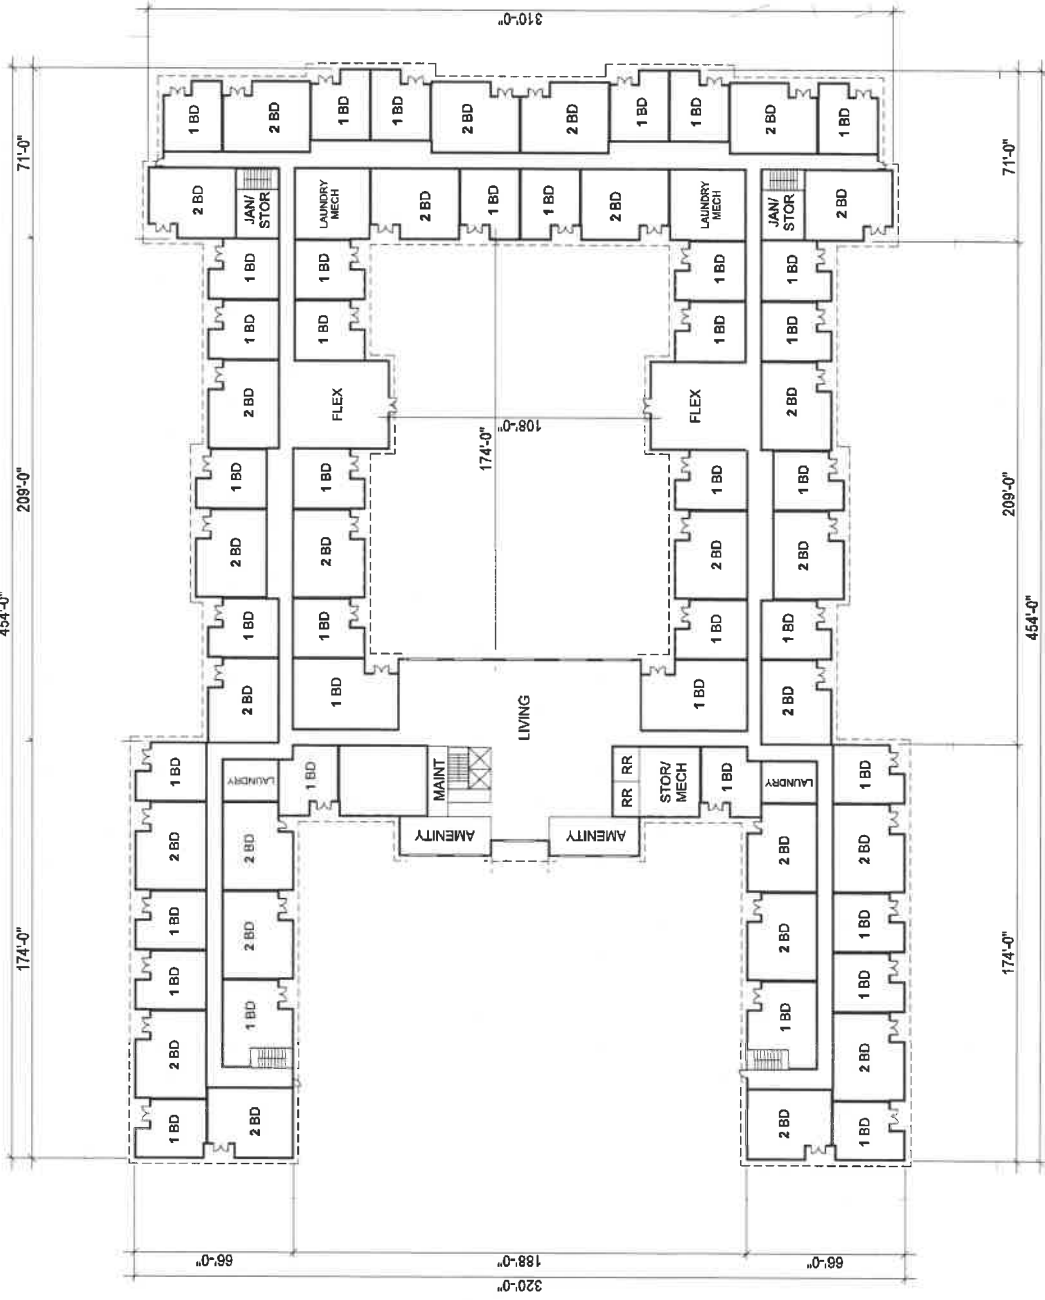 310'-0"
71'-0"
1 BD
2 BD
1 BD
1 BD
2 BD
2 BD
1 BD
1 BD
2 BD
1 BD
71'-0"
2 BD
JAN/
STOR
LAUNDRY
MECH
2 BD
1 BD
1 BD
2 BD
LAUNDRY
MECH
JAN/
STOR
2 BD
1 BD
1 BD
1 BD
1 BD
1 BD
1 BD
1 BD
1 BD
2 BD
FLEX
FLEX
2 BD
108'-0"
174'-0"
209'-0"
1 BD
1 BD
1 BD
1 BD
209'-0"
2 BD
2 BD
2 BD
2 BD
454'-0"
1 BD
1 BD
1 BD
1 BD
454'-0"
2 BD
1 BD
1 BD
2 BD
LIVING
1 BD
LAUNDRY
1 BD
MAINT
RR
RR
STOR/
MECH
1 BD
LAUNDRY
1 BD
AMENITY
AMENITY
2 BD
2 BD
2 BD
2 BD
174'-0"
1 BD
2 BD
2 BD
1 BD
174'-0"
1 BD
1 BD
1 BD
1 BD
2 BD
2 BD
1 BD
2 BD
2 BD
1 BD
66'-0"
188'-0"
66'-0"
320'-0"